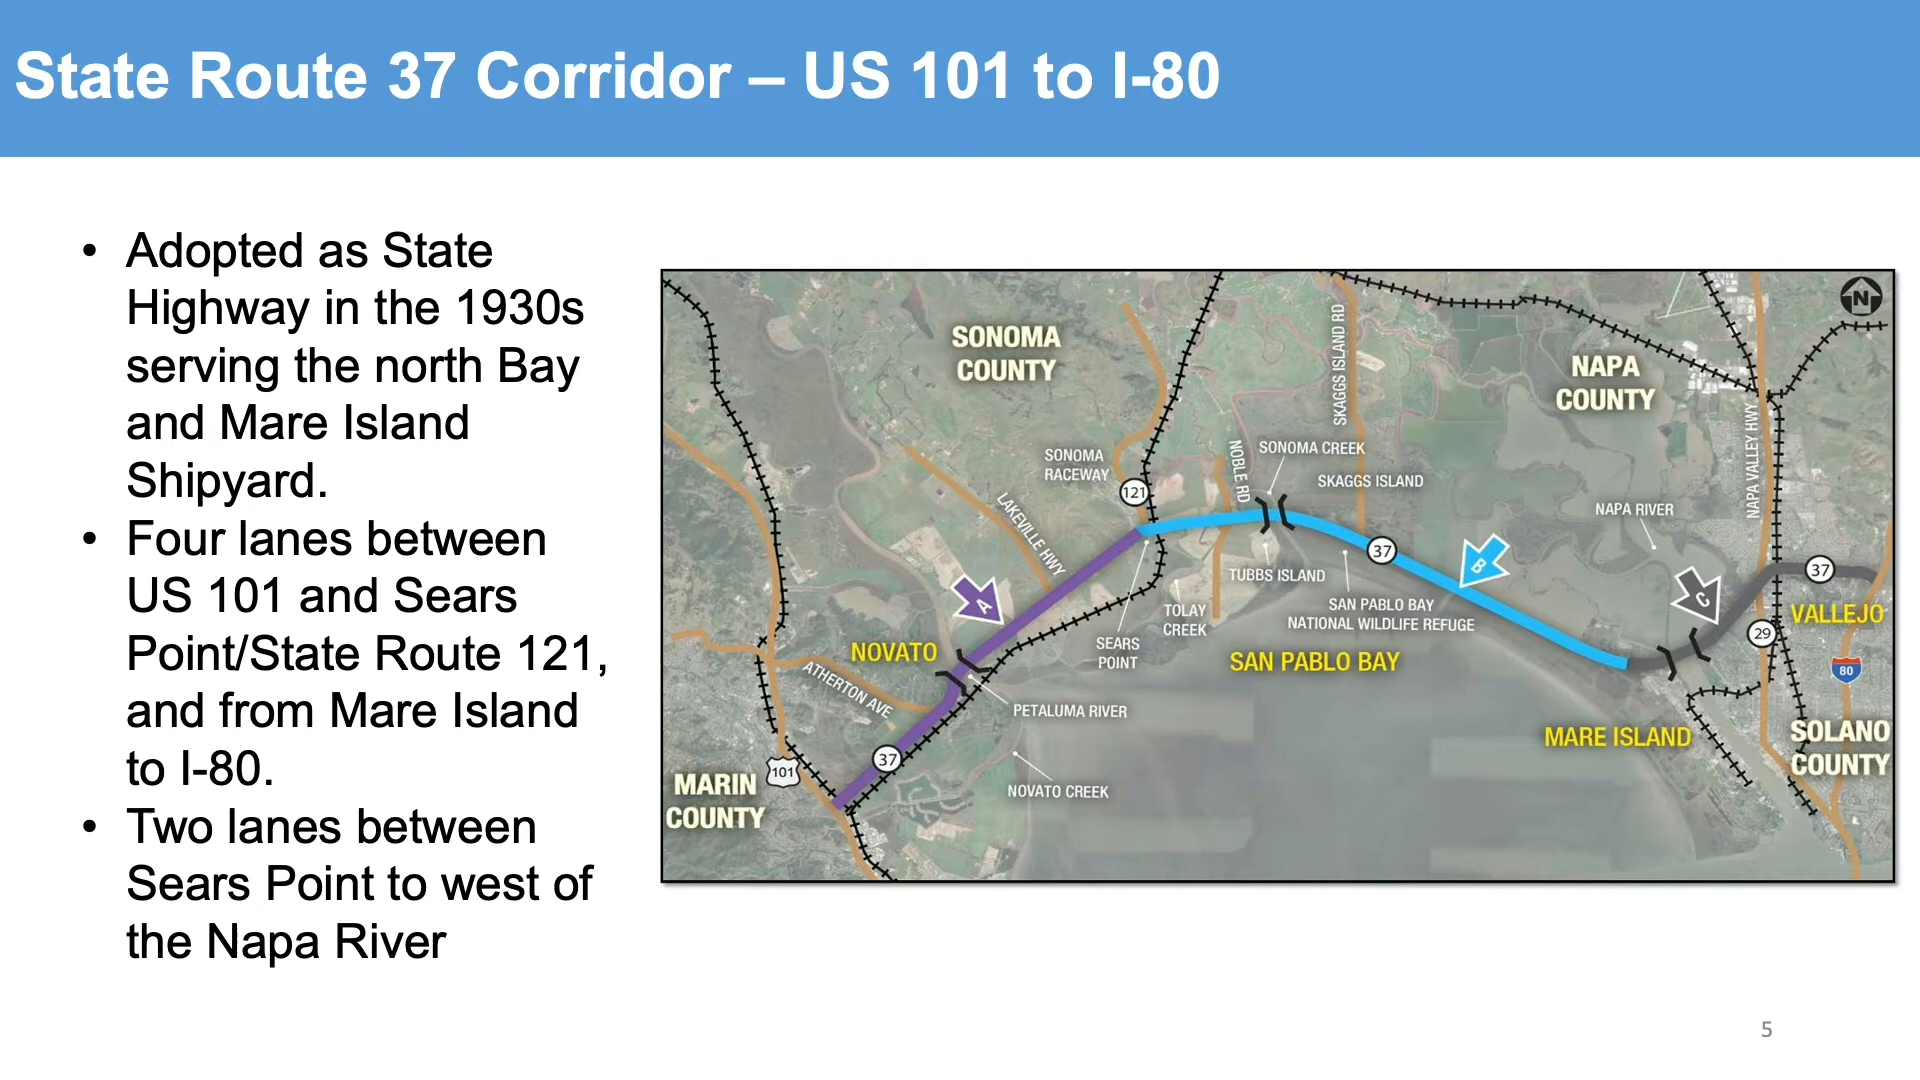 State Route 37 Corridor – US 101 to I-80
• Adopted as State
Highway in the 1930s
serving the north Bay
and Mare Island
Shipyard.
• Four lanes between
US 101 and Sears
Point/State Route 121,
and from Mare Island
to I-80.
• Two lanes between
Sears Point to west of
the Napa River
N
SONOMA
COUNTY
SKAGGS ISLAND RD
NAPA
COUNTY
NAPA VALLEY HWY
SONOMA
RACEWAY
121
NOBLE RD
SONOMA CREEK
SKAGGS ISLAND
NAPA RIVER
LAKEVILLE HWY
37
B
A
TUBBS ISLAND
C
37
SAN PABLO BAY
NATIONAL WILDLIFE REFUGE
TOLAY
CREEK
VALLEJO
29
NOVATO
SEARS
POINT
SAN PABLO BAY
80
ATHERTON AVE
PETALUMA RIVER
MARE ISLAND
SOLANO
COUNTY
37
101
MARIN
COUNTY
NOVATO CREEK
5